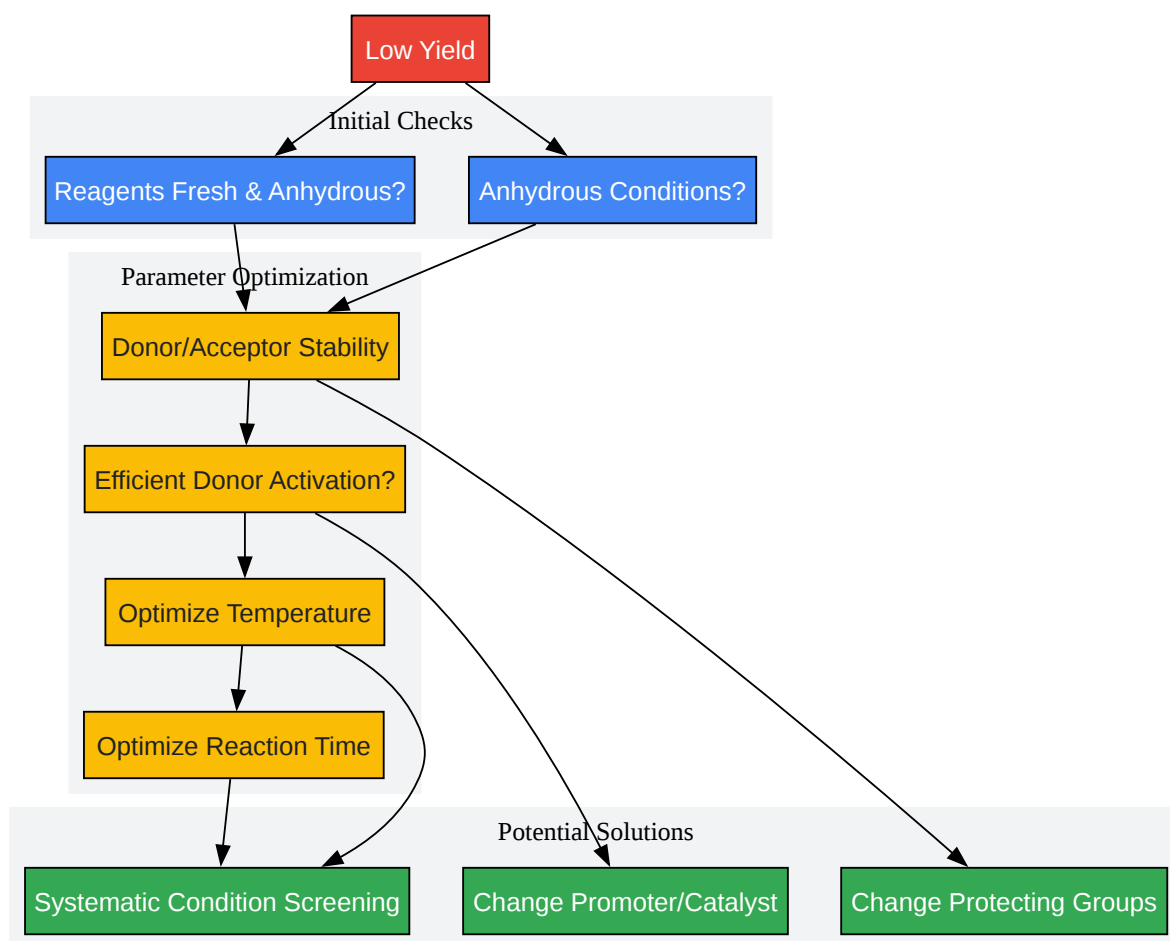 Low Yield
Initial Checks
Reagents Fresh & Anhydrous?
Anhydrous Conditions?
Parameter Optimization
Donor/Acceptor Stability
Efficient Donor Activation?
Optimize Temperature
Optimize Reaction Time
Potential Solutions
Systematic Condition Screening
Change Promoter/Catalyst
Change Protecting Groups